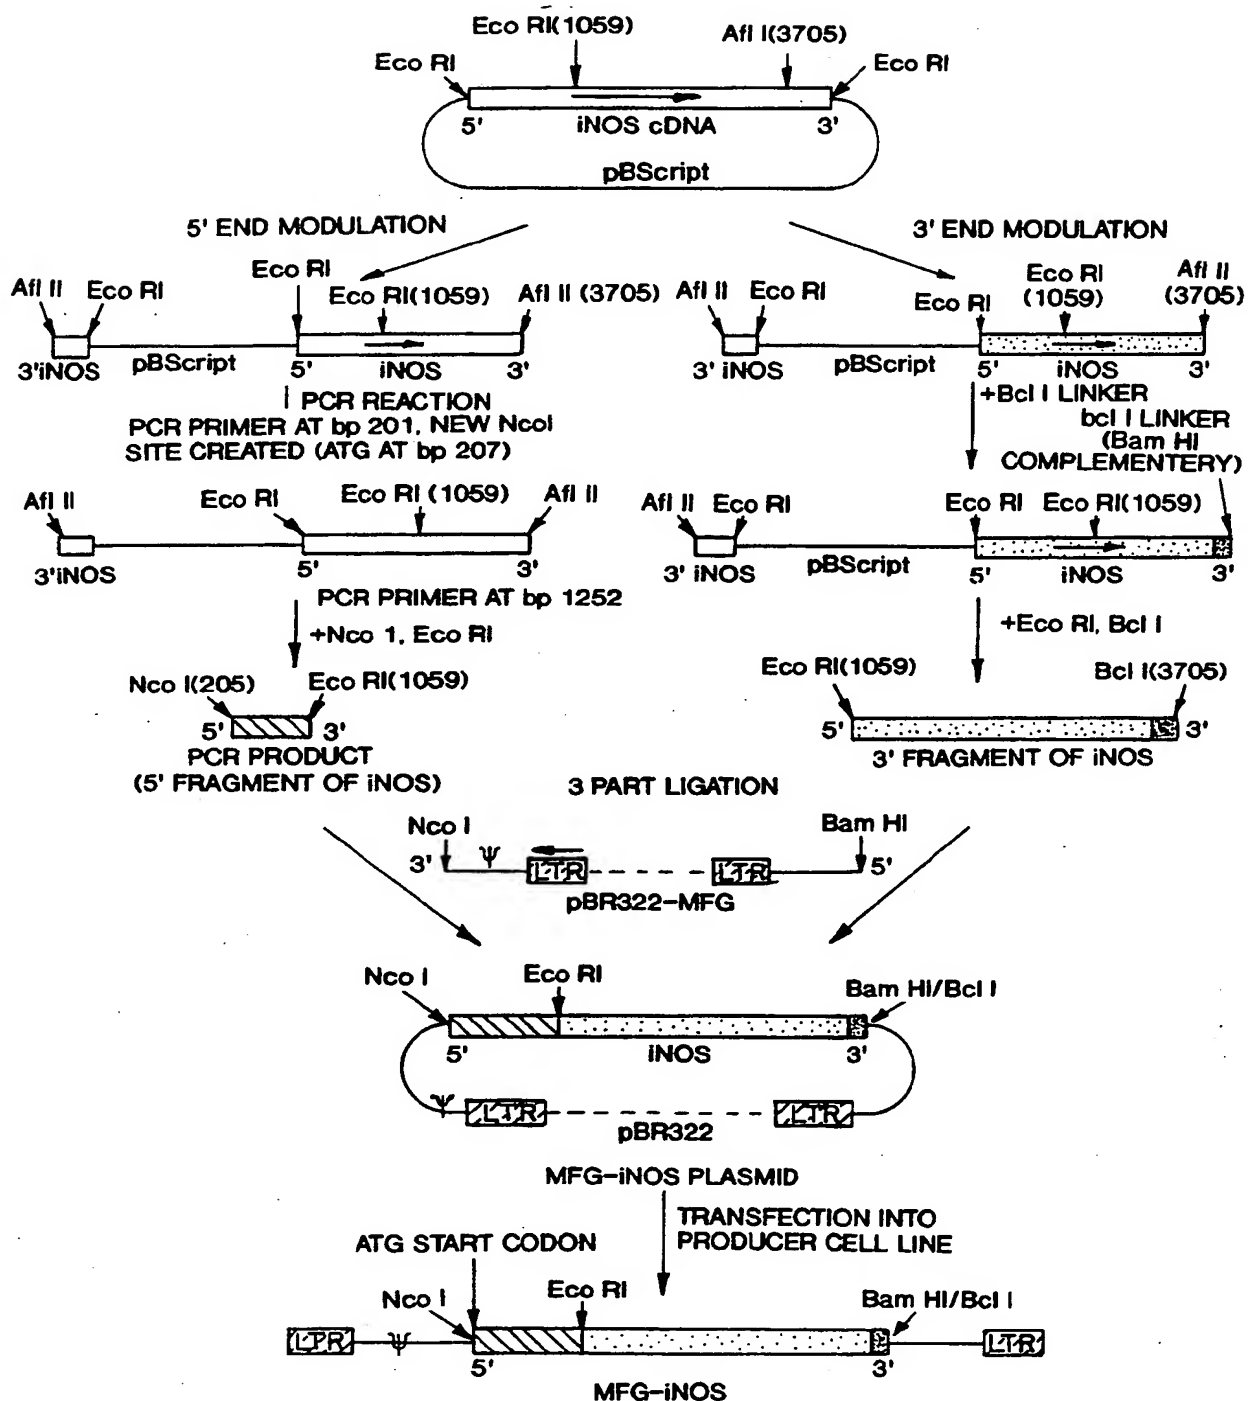 Eco RI(1059)
Afl I(3705)
Eco RI
Eco RI
5'
iNOS cDNA
3'
pBScript
5' END MODULATION
3' END MODULATION
Afl II
Eco RI
Eco RI
Eco RI(1059)
Afl II (3705)
3'iNOS
pBScript
5'
iNOS
3'
PCR REACTION
PCR PRIMER AT bp 201, NEW NcoI
SITE CREATED (ATG AT bp 207)
Afl II
Eco RI
Eco RI (1059)
Afl II
3'iNOS
5'
3'
PCR PRIMER AT bp 1252
+Nco 1, Eco RI
Nco I(205)
Eco RI(1059)
5'
3'
PCR PRODUCT
(5' FRAGMENT OF iNOS)
Afl II
Eco RI
Eco RI
Eco RI
(1059)
Afl II
(3705)
3' iNOS
pBScript
5'
iNOS
3'
+Bcl I LINKER
bcl I LINKER
(Bam HI
COMPLEMENTERY)
Afl II
Eco RI
Eco RI
Eco RI(1059)
3' iNOS
pBScript
5'
iNOS
3'
+Eco RI, Bcl I
Eco RI(1059)
Bcl I(3705)
5'
3'
3' FRAGMENT OF iNOS
3 PART LIGATION
Nco I
Bam HI
3'
Ψ
LTR
LTR
5'
pBR322-MFG
Nco I
Eco RI
Bam HI/Bcl I
5'
iNOS
3'
Ψ
LTR
LTR
pBR322
MFG-iNOS PLASMID
TRANSFECTION INTO
PRODUCER CELL LINE
ATG START CODON
Nco I
Eco RI
Bam HI/Bcl I
LTR
Ψ
LTR
5'
3'
MFG-iNOS